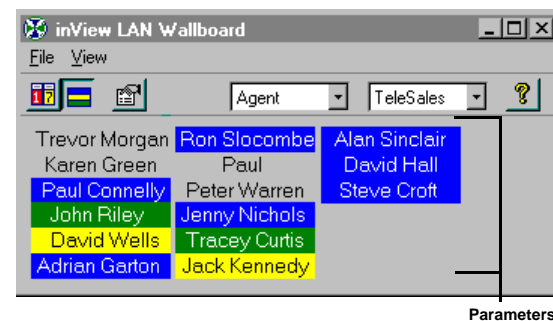 inView LAN Wallboard
File View
17 Agent TeleSales ?
Trevor Morgan Ron Slocombe Alan Sinclair
Karen Green Paul David Hall
Paul Connelly Peter Warren Steve Croft
John Riley Jenny Nichols
David Wells Tracey Curtis
Adrian Garton Jack Kennedy
Parameters